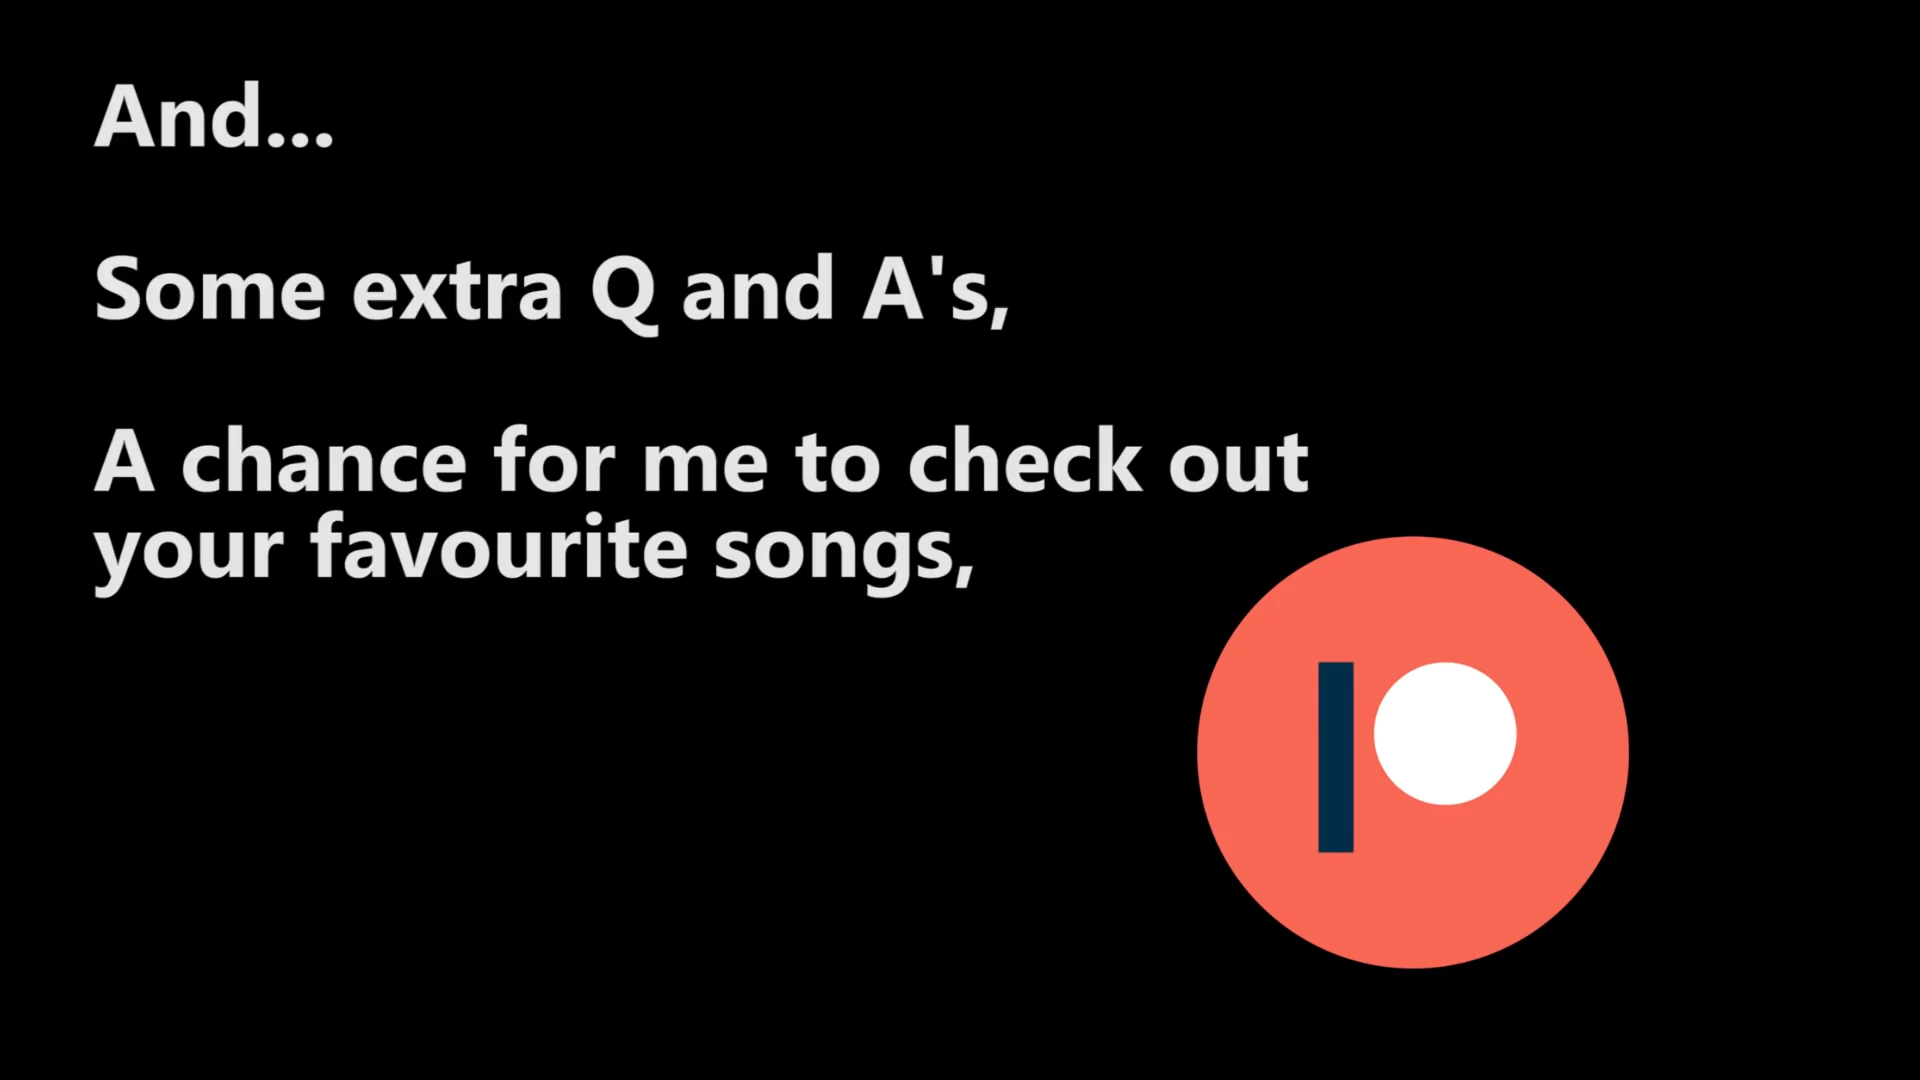 And...
Some extra Q and A's,
A chance for me to check out
your favourite songs,